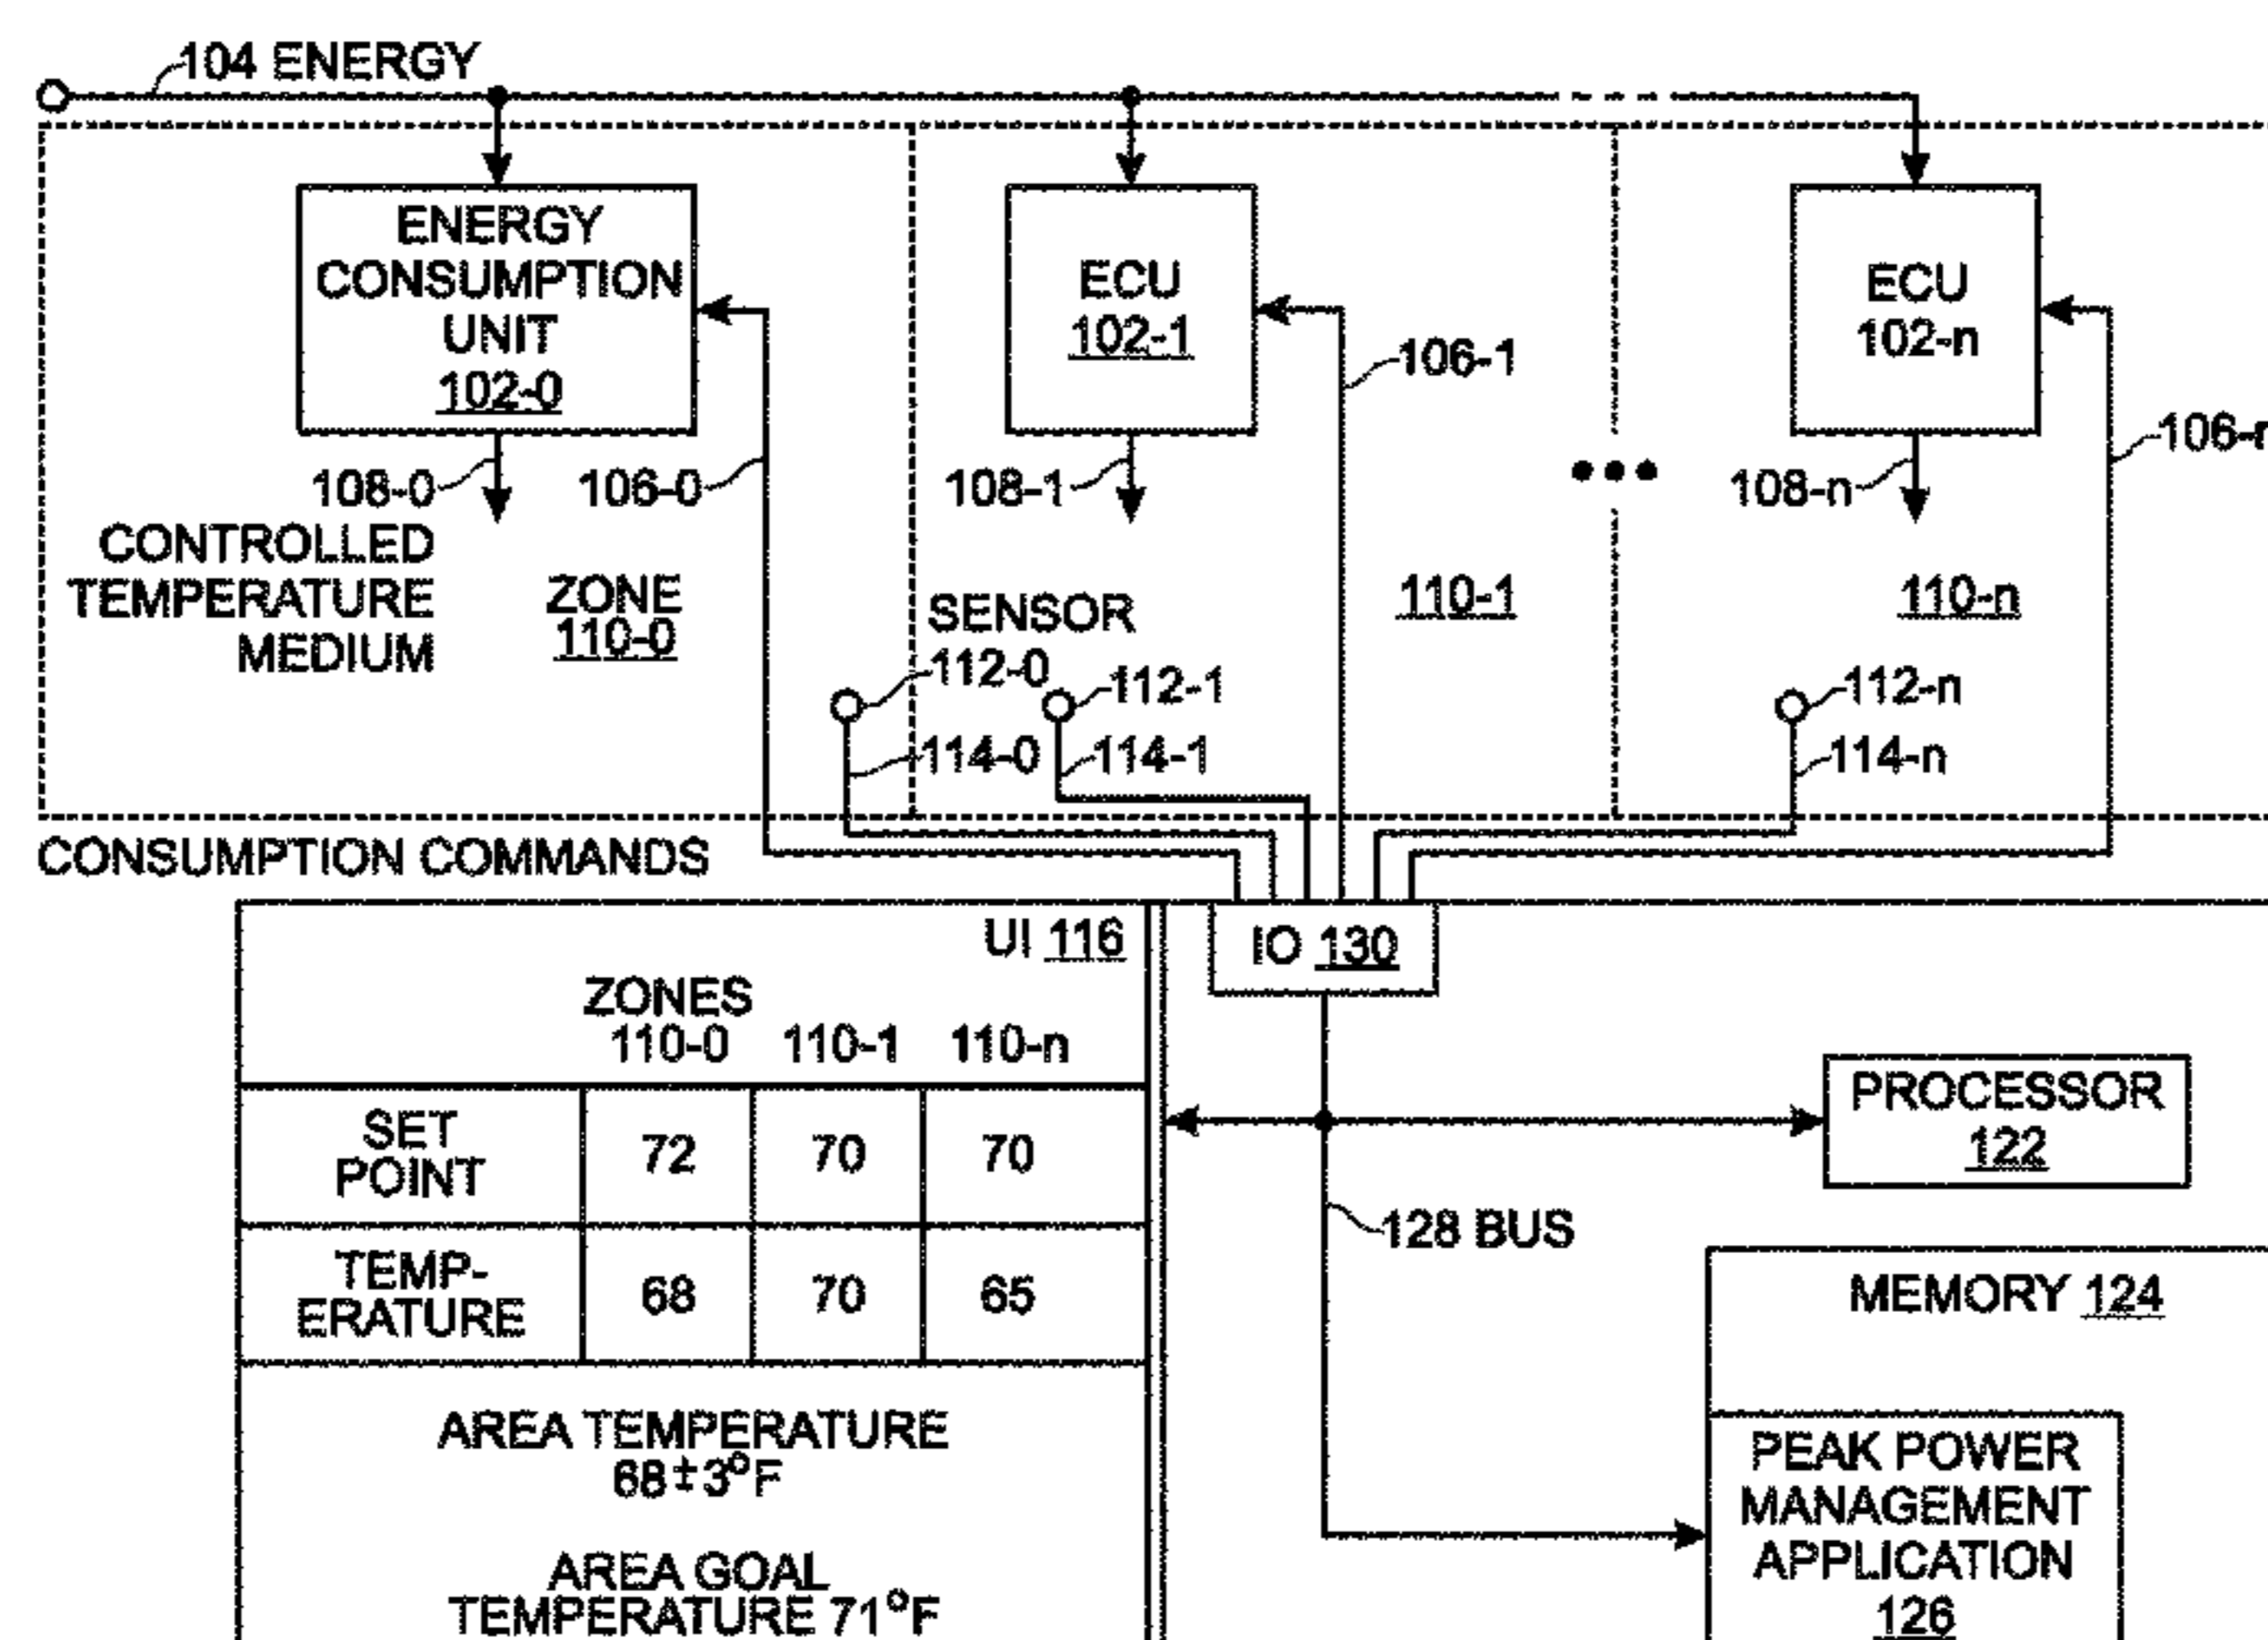 104 ENERGY
ENERGY
CONSUMPTION
UNIT
102-0
ECU
102-1
ECU
102-n
106-1
106-n
108-0
106-0
108-1
108-n
CONTROLLED
TEMPERATURE
MEDIUM
ZONE
110-0
SENSOR
110-1
110-n
112-0
112-1
112-n
114-0
114-1
114-n
CONSUMPTION COMMANDS
UI 116
IO 130
ZONES
110-0 110-1 110-n
SET
POINT
72 70 70
TEMP-
ERATURE
68 70 65
AREA TEMPERATURE
68±3°F
AREA GOAL
TEMPERATURE 71°F
PROCESSOR
122
128 BUS
MEMORY 124
PEAK POWER
MANAGEMENT
APPLICATION
126